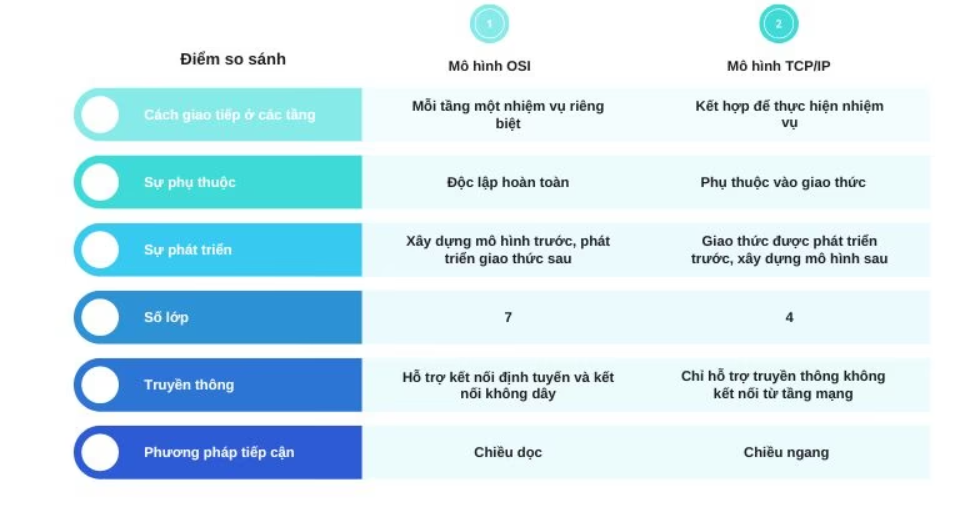 1
2
Điểm so sánh
Mô hình OSI
Mô hình TCP/IP
Cách giao tiếp ở các tầng
Mỗi tầng một nhiệm vụ riêng
biệt
Kết hợp để thực hiện nhiệm
vụ
Sự phụ thuộc
Độc lập hoàn toàn
Phụ thuộc vào giao thức
Sự phát triển
Xây dựng mô hình trước, phát
triển giao thức sau
Giao thức được phát triển
trước, xây dựng mô hình sau
Số lớp
7
4
Truyền thông
Hỗ trợ kết nối định tuyến và kết
nối không dây
Chỉ hỗ trợ truyền thông không
kết nối từ tầng mạng
Phương pháp tiếp cận
Chiều dọc
Chiều ngang